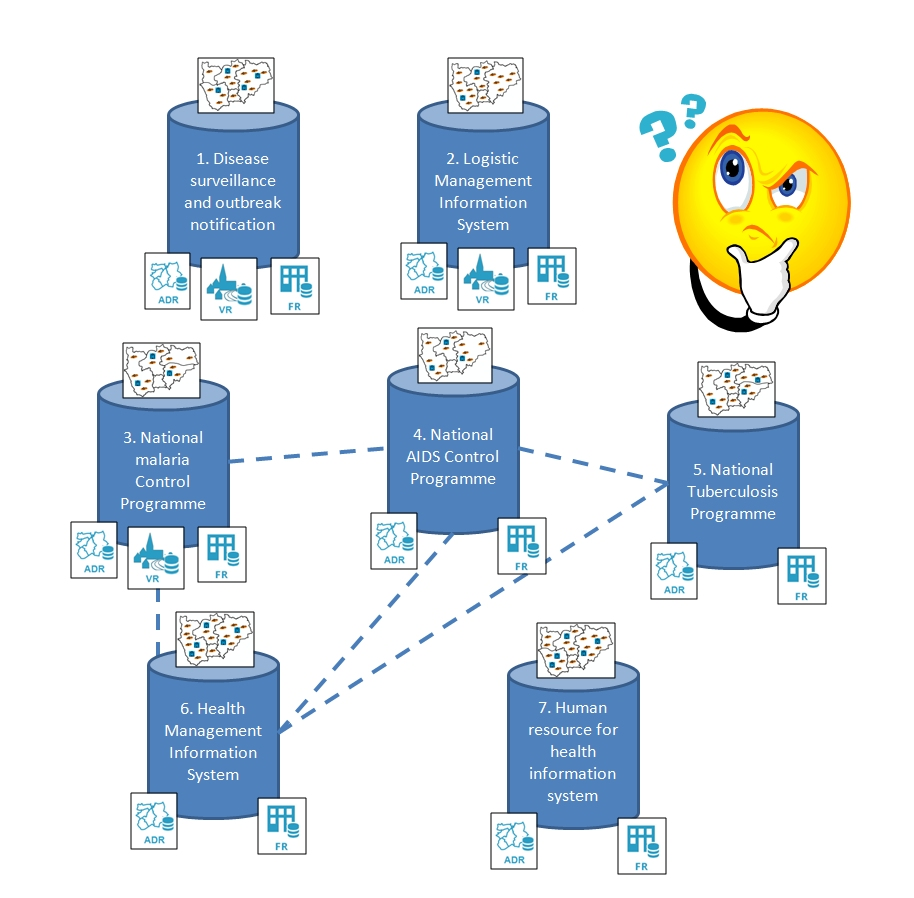 ? ?
1. Disease
surveillance
and outbreak
notification
ADR
VR
FR
2. Logistic
Management
Information
System
ADR
VR
FR
3. National
malaria
Control
Programme
ADR
VR
FR
4. National
AIDS Control
Programme
ADR
FR
5. National
Tuberculosis
Programme
ADR
FR
6. Health
Management
Information
System
ADR
FR
7. Human
resource for
health
information
system
ADR
FR